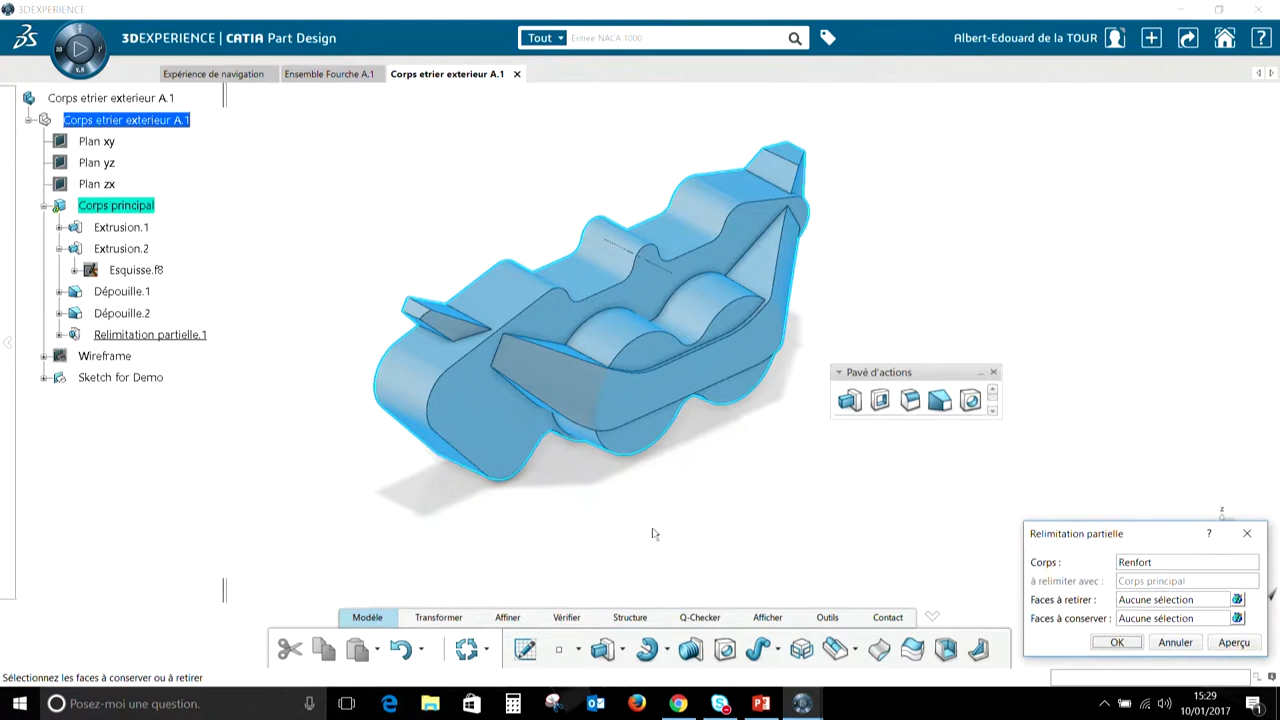 3DEXPERIENCE
3DEXPERIENCE | CATIA Part Design
Tout
Entrée NACA 1000
Albert-Edouard de la TOUR
V.R
Expérience de navigation
Ensemble Fourche A.1
Corps etrier exterieur A.1
Corps etrier exterieur A.1
Corps etrier exterieur A.1
Plan xy
Plan yz
Plan zx
Corps principal
Extrusion.1
Extrusion.2
Esquisse.f8
Dépouille.1
Dépouille.2
Relimitation partielle.1
Wireframe
Sketch for Demo
Pavé d'actions
z
Relimitation partielle
Corps :
Renfort
à relimiter avec :
Corps principal
Faces à retirer :
Aucune sélection
Faces à conserver :
Aucune sélection
OK
Annuler
Aperçu
Modèle
Transformer
Affiner
Vérifier
Structure
Q-Checker
Afficher
Outils
Contact
Sélectionnez les faces à conserver ou à retirer
Posez-moi une question.
15:29
10/01/2017